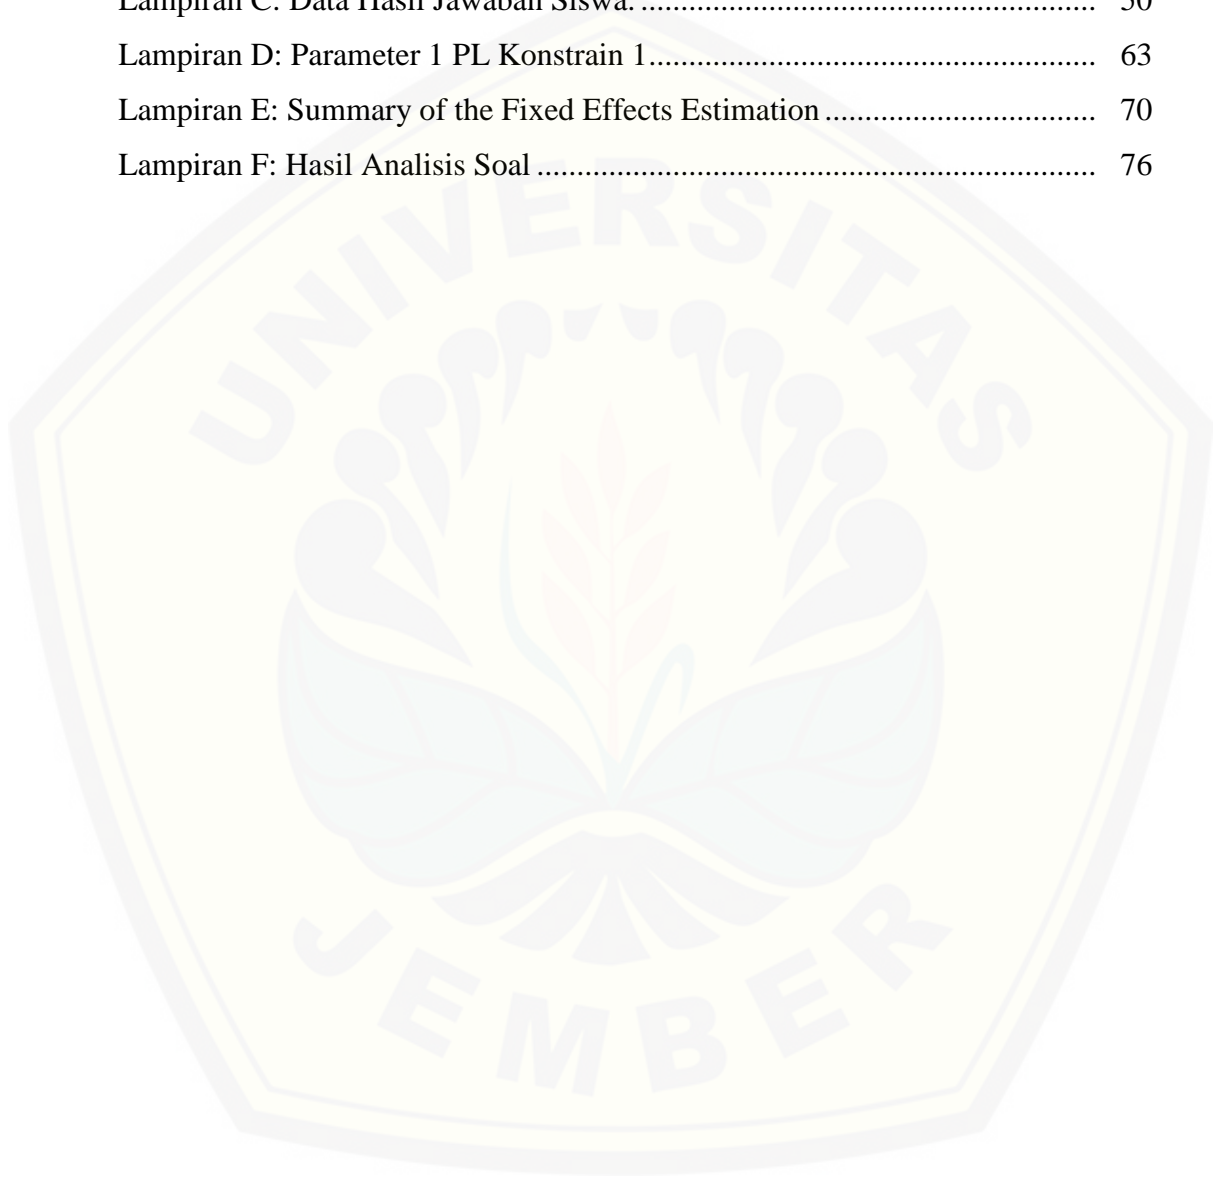 Lampiran C: Data Hasil Jawaban Siswa. ......................................................... 50
Lampiran D: Parameter 1 PL Konstrain 1........................................................ 63
Lampiran E: Summary of the Fixed Effects Estimation .................................. 70
Lampiran F: Hasil Analisis Soal ...................................................................... 76
UNIVERSITAS
JEMBER